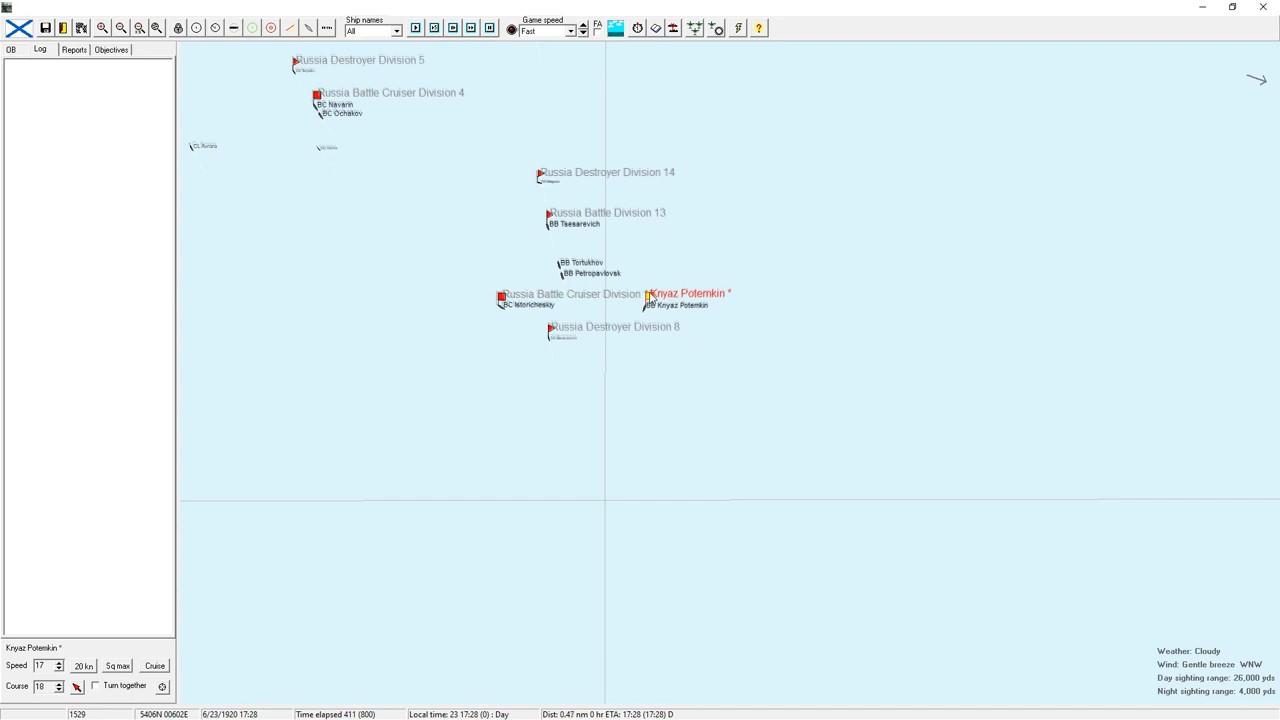 Ship names
Game speed
All
Fast
FA
OB
Log
Reports
Objectives
Russia Destroyer Division 5
Russia Battle Cruiser Division 4
BC Navarin
BC Ochakov
CL Avrora
Russia Destroyer Division 14
Russia Battle Division 13
BB Tsesarevich
BB Tortukhov
BB Petropavlovsk
Russia Battle Cruiser Division
Knyaz Potemkin *
BC Istoricheskiy
BB Knyaz Potemkin
Russia Destroyer Division 8
Knyaz Potemkin *
Speed 17 20 kn Sq max Cruise
Course 18 Turn together
Weather: Cloudy
Wind: Gentle breeze WNW
Day sighting range: 26,000 yds
Night sighting range: 4,000 yds
1529 5406N 00602E 6/23/1920 17:28 Time elapsed 411 (800) Local time: 23 17:28 (0) : Day Dist: 0.47 nm 0 hr ETA: 17:28 (17:28) D